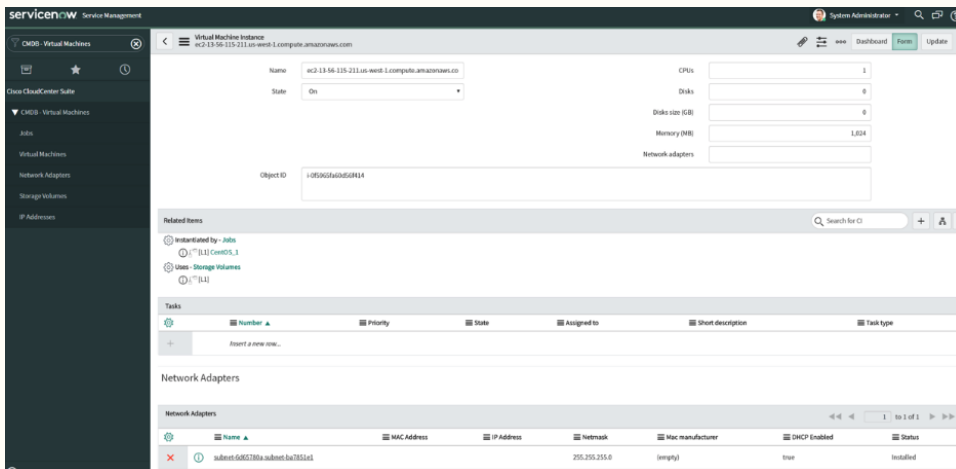 servicenow Service Management
System Administrator
CMDB - Virtual Machines
Virtual Machine Instance
ec2-13-56-115-211.us-west-1.compute.amazonaws.com
Dashboard Form Update
Cisco CloudCenter Suite
CMDB - Virtual Machines
Jobs
Virtual Machines
Network Adapters
Storage Volumes
IP Addresses
Name ec2-13-56-115-211.us-west-1.compute.amazonaws.co
State On
Object ID
CPUs 1
Disks 0
Disks size (GB) 0
Memory (MB) 1,024
Network adapters
Related Items
Search for CI
Instantiated by - Jobs
[L1] CentOS_1
Uses - Storage Volumes
[L1]
Tasks
Number Priority State Assigned to Short description Task type
Insert a new row...
Network Adapters
Network Adapters
1 to 1 of 1
Name MAC Address IP Address Netmask Mac manufacturer DHCP Enabled Status
subnet-6d65780a,subnet-ba7851e1 255.255.255.0 (empty) true Installed